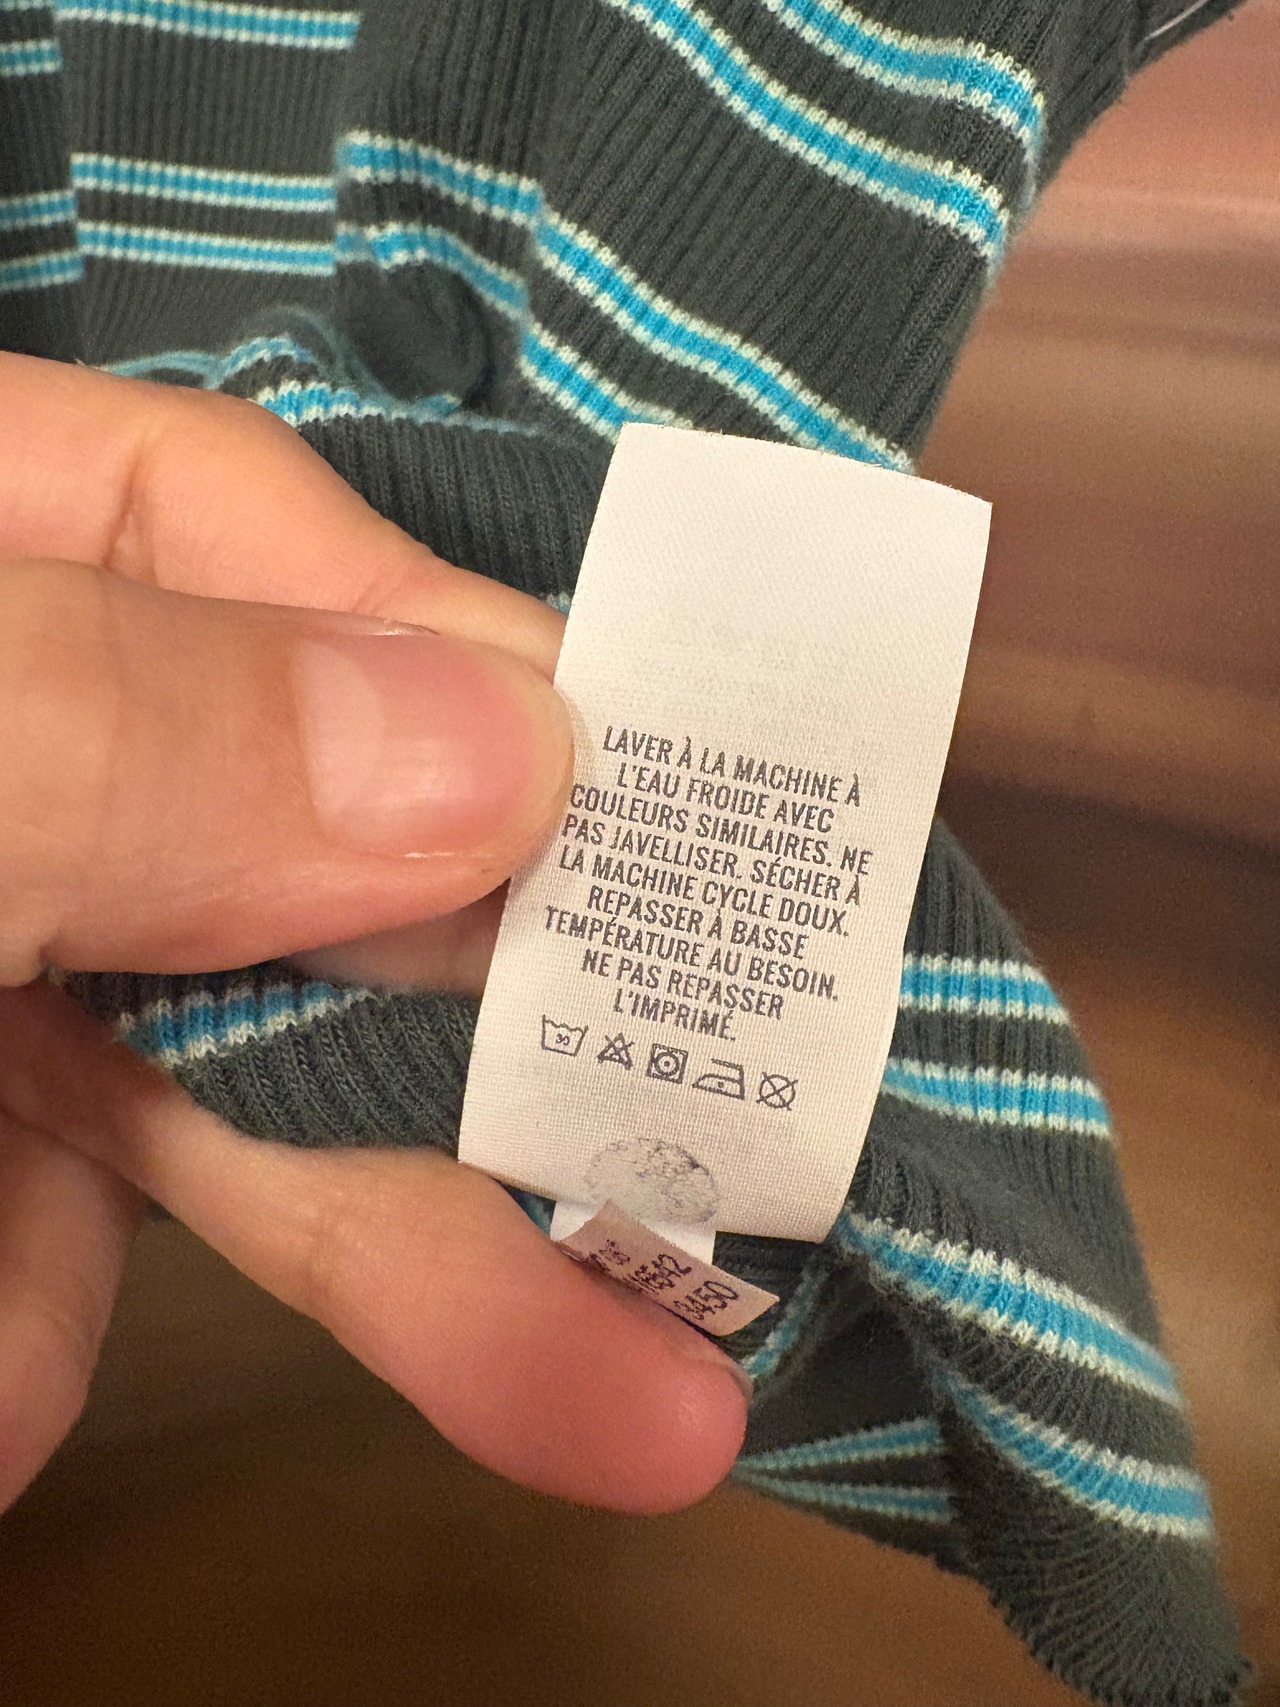 LAVER À LA MACHINE À
L'EAU FROIDE AVEC
COULEURS SIMILAIRES. NE
PAS JAVELLISER. SÉCHER À
LA MACHINE CYCLE DOUX.
REPASSER À BASSE
TEMPÉRATURE AU BESOIN.
NE PAS REPASSER
L'IMPRIMÉ.
30
3450